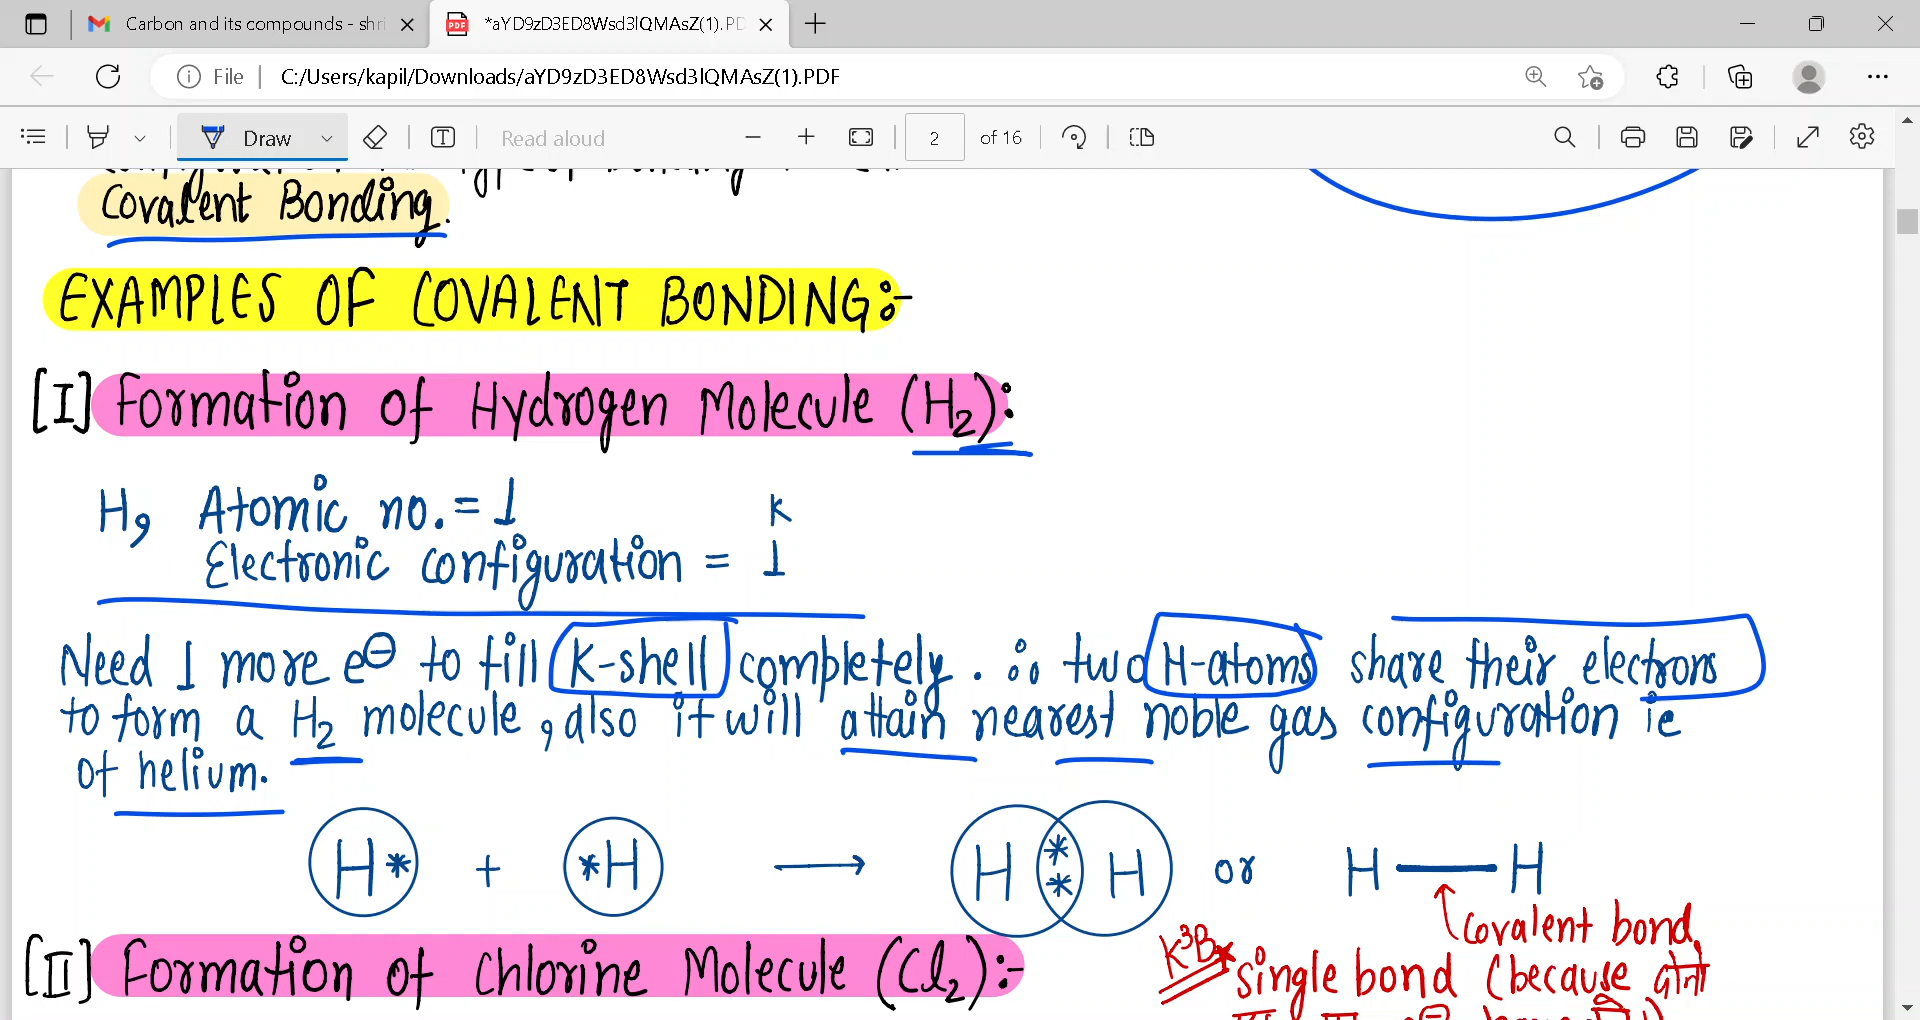 Carbon and its compounds - shri
*aYD9zD3ED8Wsd3lQMAsZ(1).PD
File C:/Users/kapil/Downloads/aYD9zD3ED8Wsd3lQMAsZ(1).PDF
Draw Read aloud 2 of 16
Covalent Bonding.
EXAMPLES OF COVALENT BONDING:-
[I] Formation of Hydrogen Molecule (H₂):
H, Atomic no. = 1 K
Electronic configuration = 1
Need 1 more e⊖ to fill K-shell completely. ∴ two H-atoms share their electrons
to form a H₂ molecule, also it will attain nearest noble gas configuration ie
of helium.
H* + *H → H ** H or H — H
Covalent bond
K³B
*single bond (because
[II] Formation of Chlorine Molecule (Cl₂):-